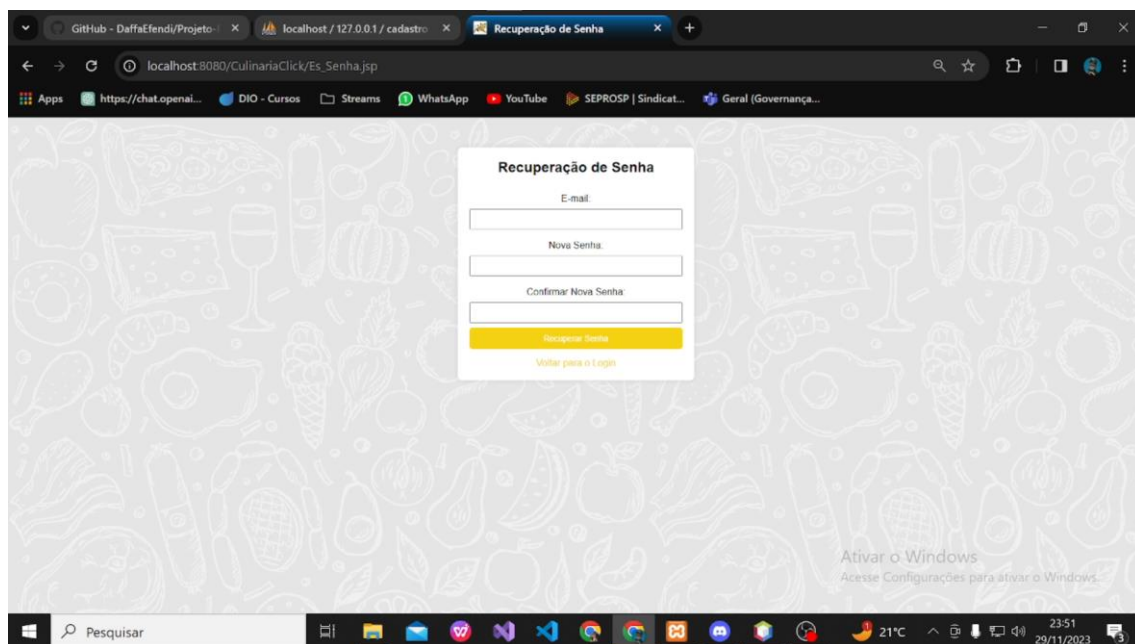 GitHub - DaffaEfendi/Projeto-
localhost / 127.0.0.1 / cadastro
Recuperação de Senha
localhost:8080/CulinariaClick/Es_Senha.jsp
Apps
https://chat.openai...
DIO - Cursos
Streams
WhatsApp
YouTube
SEPROSP | Sindicat...
Geral (Governança...
Recuperação de Senha
E-mail:
Nova Senha:
Confirmar Nova Senha:
Recuperar Senha
Voltar para o Login
Ativar o Windows
Acesse Configurações para ativar o Windows.
Pesquisar
21°C
23:51
29/11/2023